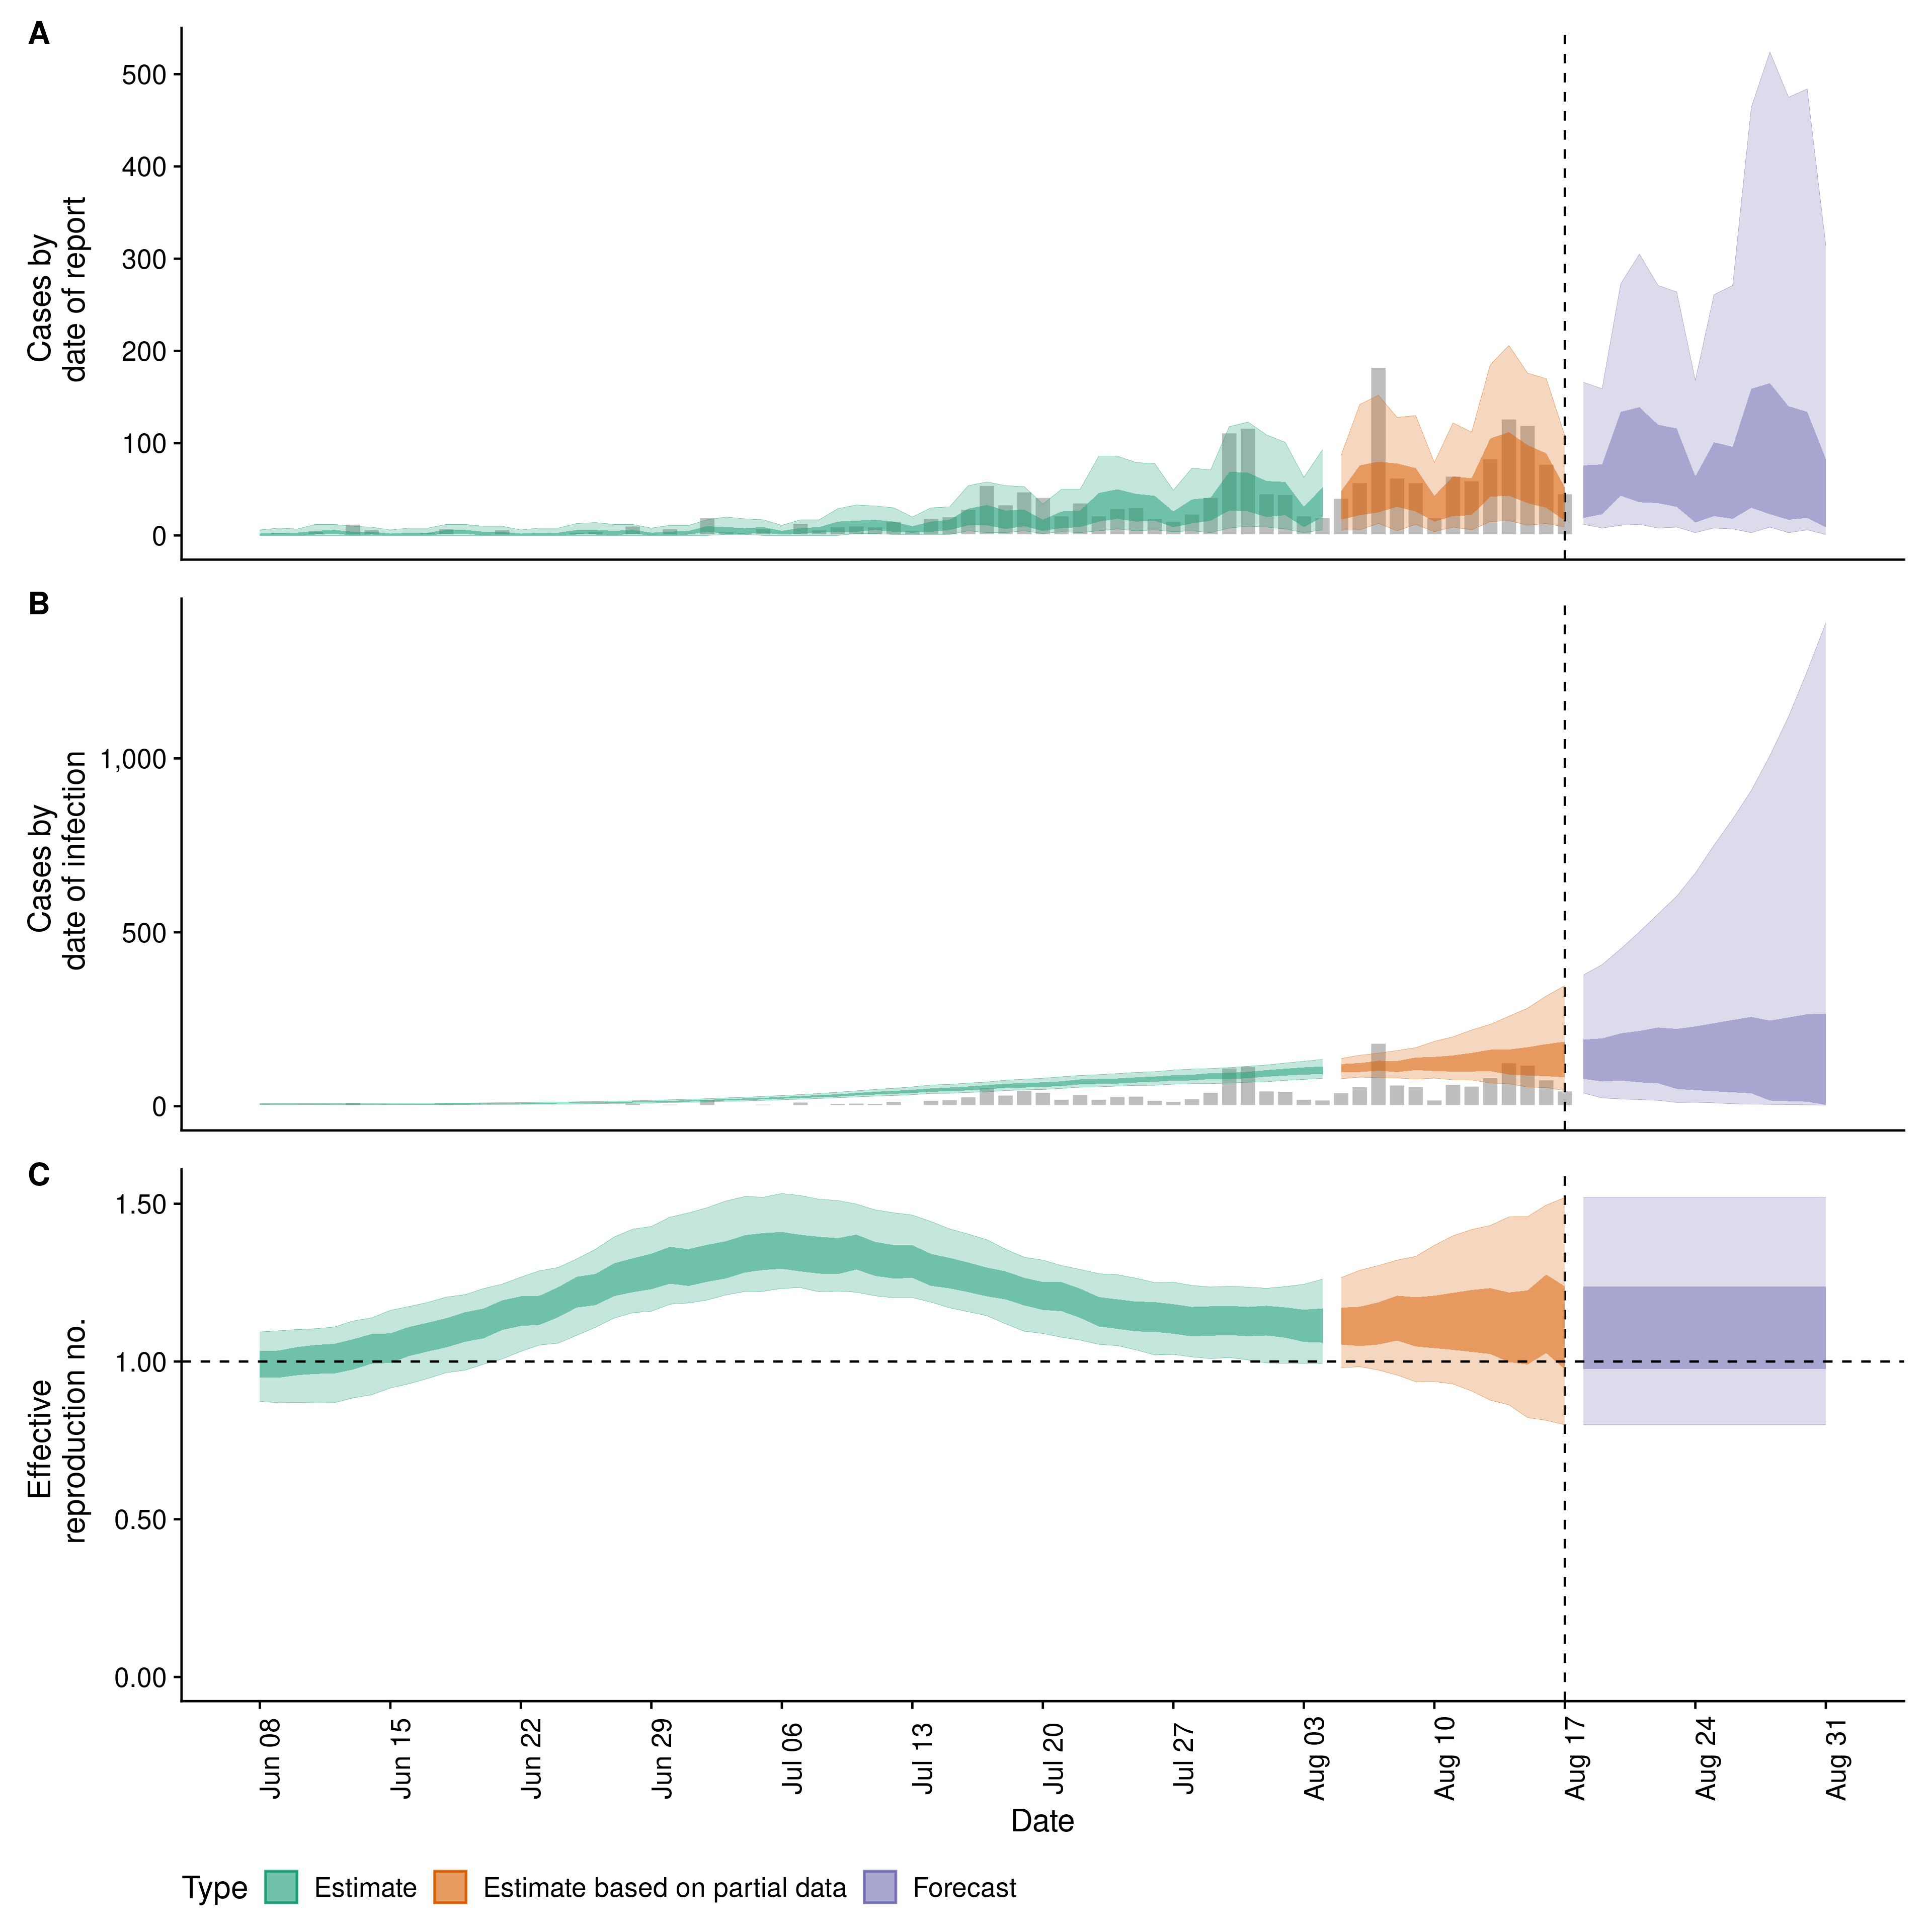 A
500
400
300
200
100
0
Cases by
date of report
B
1,000
500
0
Cases by
date of infection
C
1.50
1.00
0.50
0.00
Effective
reproduction no.
Jun 08
Jun 15
Jun 22
Jun 29
Jul 06
Jul 13
Jul 20
Jul 27
Aug 03
Aug 10
Aug 17
Aug 24
Aug 31
Date
Type Estimate Estimate based on partial data Forecast